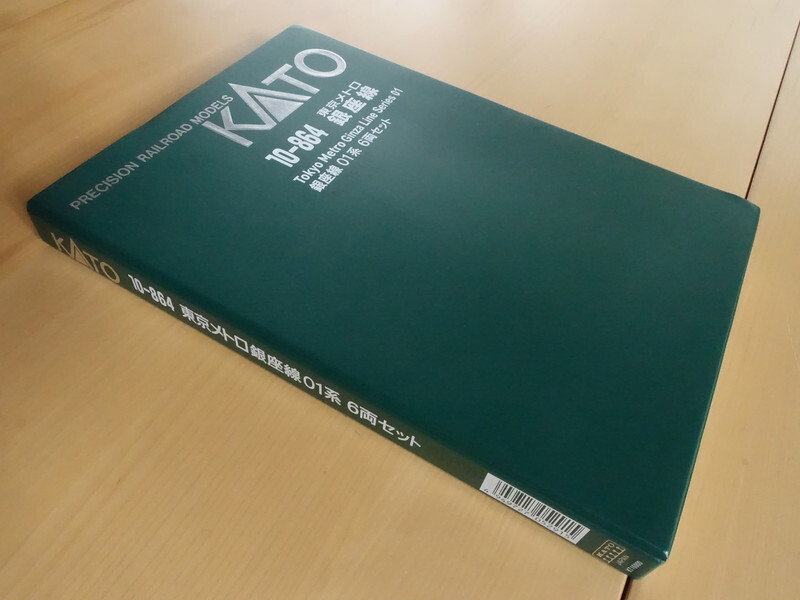 PRECISION RAILROAD MODELS
KATO
10-864 東京メトロ
銀座線
Tokyo Metro Ginza Line Series 01
銀座線 01系 6両セット
KATO 10-864 東京メトロ銀座線01系 6両セット
KATO
JAPAN